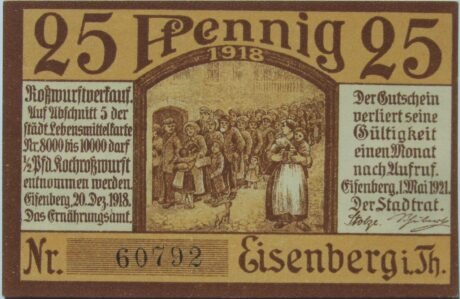 25 Pfennig 25
1918
Roßwurstverkauf.
Auf Abschnitt 5 der
städt. Lebensmittelkarte
Nr. 8000 bis 10000 darf
½ Pfd. Kochroßwurst
entnommen werden.
Eisenberg, 20. Dez. 1918.
Das Ernährungsamt.
Der Gutschein
verliert seine
Gültigkeit
einen Monat
nach Aufruf.
Eisenberg, 1. Mai 1921.
Der Stadtrat.
Stolze
Nr. 60792 Eisenberg i. Th.